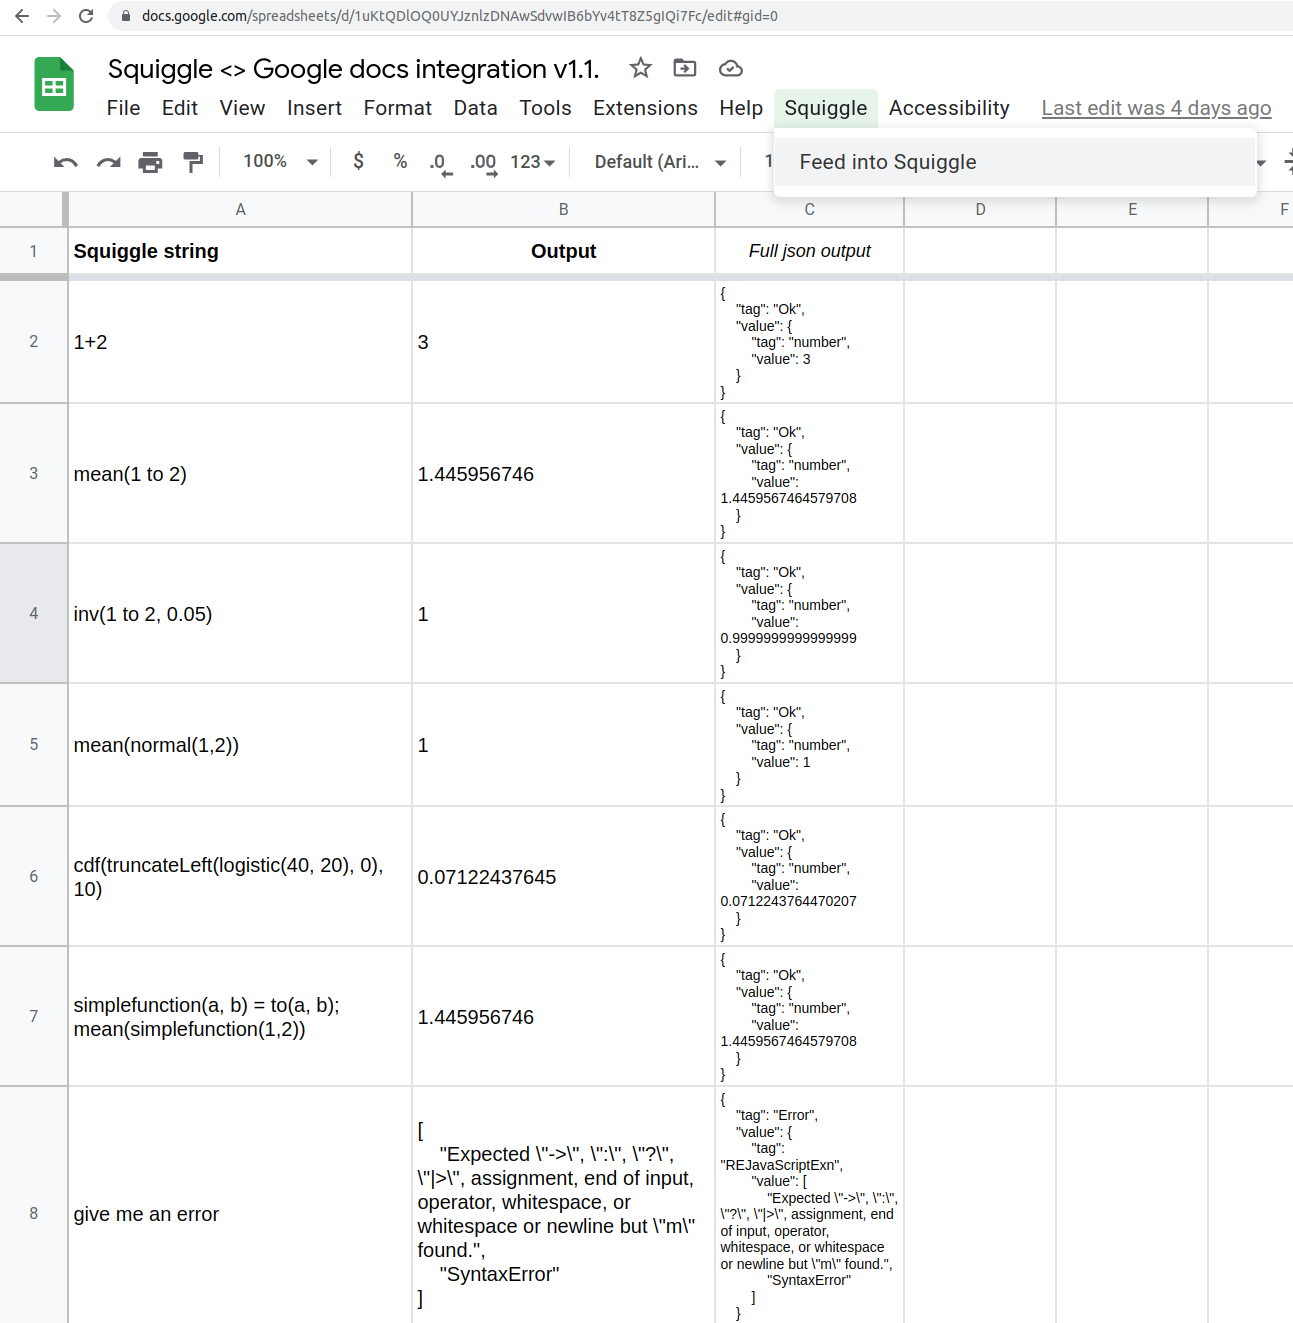 docs.google.com/spreadsheets/d/1uKtQDlOQ0UYJznlzDNAwSdvwIB6bYv4tT8Z5gIQi7Fc/edit#gid=0
Squiggle <> Google docs integration v1.1.
File Edit View Insert Format Data Tools Extensions Help Squiggle Accessibility Last edit was 4 days ago
100% $ % .0 .00 123 Default (Ari... 1
Feed into Squiggle
A B C D E F
1 Squiggle string Output Full json output
2 1+2 3
{
"tag": "Ok",
"value": {
"tag": "number",
"value": 3
}
}
3 mean(1 to 2) 1.445956746
{
"tag": "Ok",
"value": {
"tag": "number",
"value":
1.4459567464579708
}
}
4 inv(1 to 2, 0.05) 1
{
"tag": "Ok",
"value": {
"tag": "number",
"value":
0.9999999999999999
}
}
5 mean(normal(1,2)) 1
{
"tag": "Ok",
"value": {
"tag": "number",
"value": 1
}
}
6
cdf(truncateLeft(logistic(40, 20), 0),
10)
0.07122437645
{
"tag": "Ok",
"value": {
"tag": "number",
"value":
0.0712243764470207
}
}
7
simplefunction(a, b) = to(a, b);
mean(simplefunction(1,2))
1.445956746
{
"tag": "Ok",
"value": {
"tag": "number",
"value":
1.4459567464579708
}
}
8 give me an error
[
"Expected \"->\", \":\", \"?\",
\"|>\", assignment, end of input,
operator, whitespace, or
whitespace or newline but \"m\"
found.",
"SyntaxError"
]
{
"tag": "Error",
"value": {
"tag":
"REJavaScriptExn",
"value": [
"Expected \"->\", \":\",
\"?\", \"|>\", assignment, end
of input, operator,
whitespace, or whitespace
or newline but \"m\" found.",
"SyntaxError"
]
}